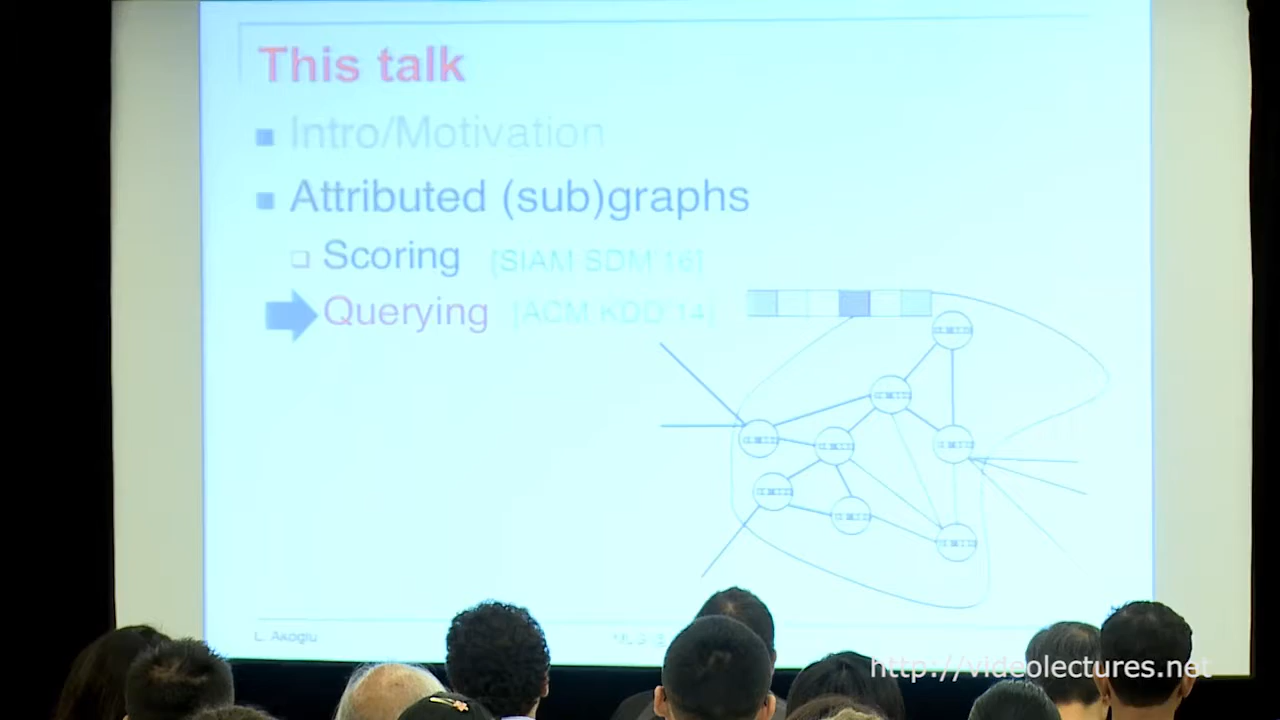 This talk
Intro/Motivation
Attributed (sub)graphs
Scoring [SIAM SDM'16]
Querying [ACM KDD'14]
L. Akoglu
http://videolectures.net